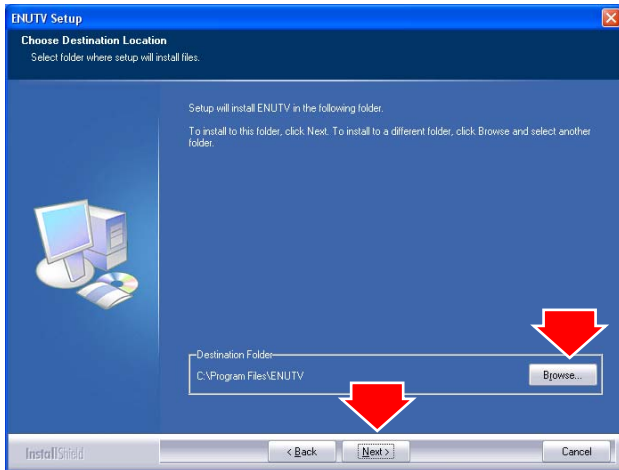 ENUTV Setup
Choose Destination Location
Select folder where setup will install files.
Setup will install ENUTV in the following folder.
To install to this folder, click Next. To install to a different folder, click Browse and select another
folder.
Destination Folder
C:\Program Files\ENUTV
Browse...
InstallShield
< Back
Next >
Cancel